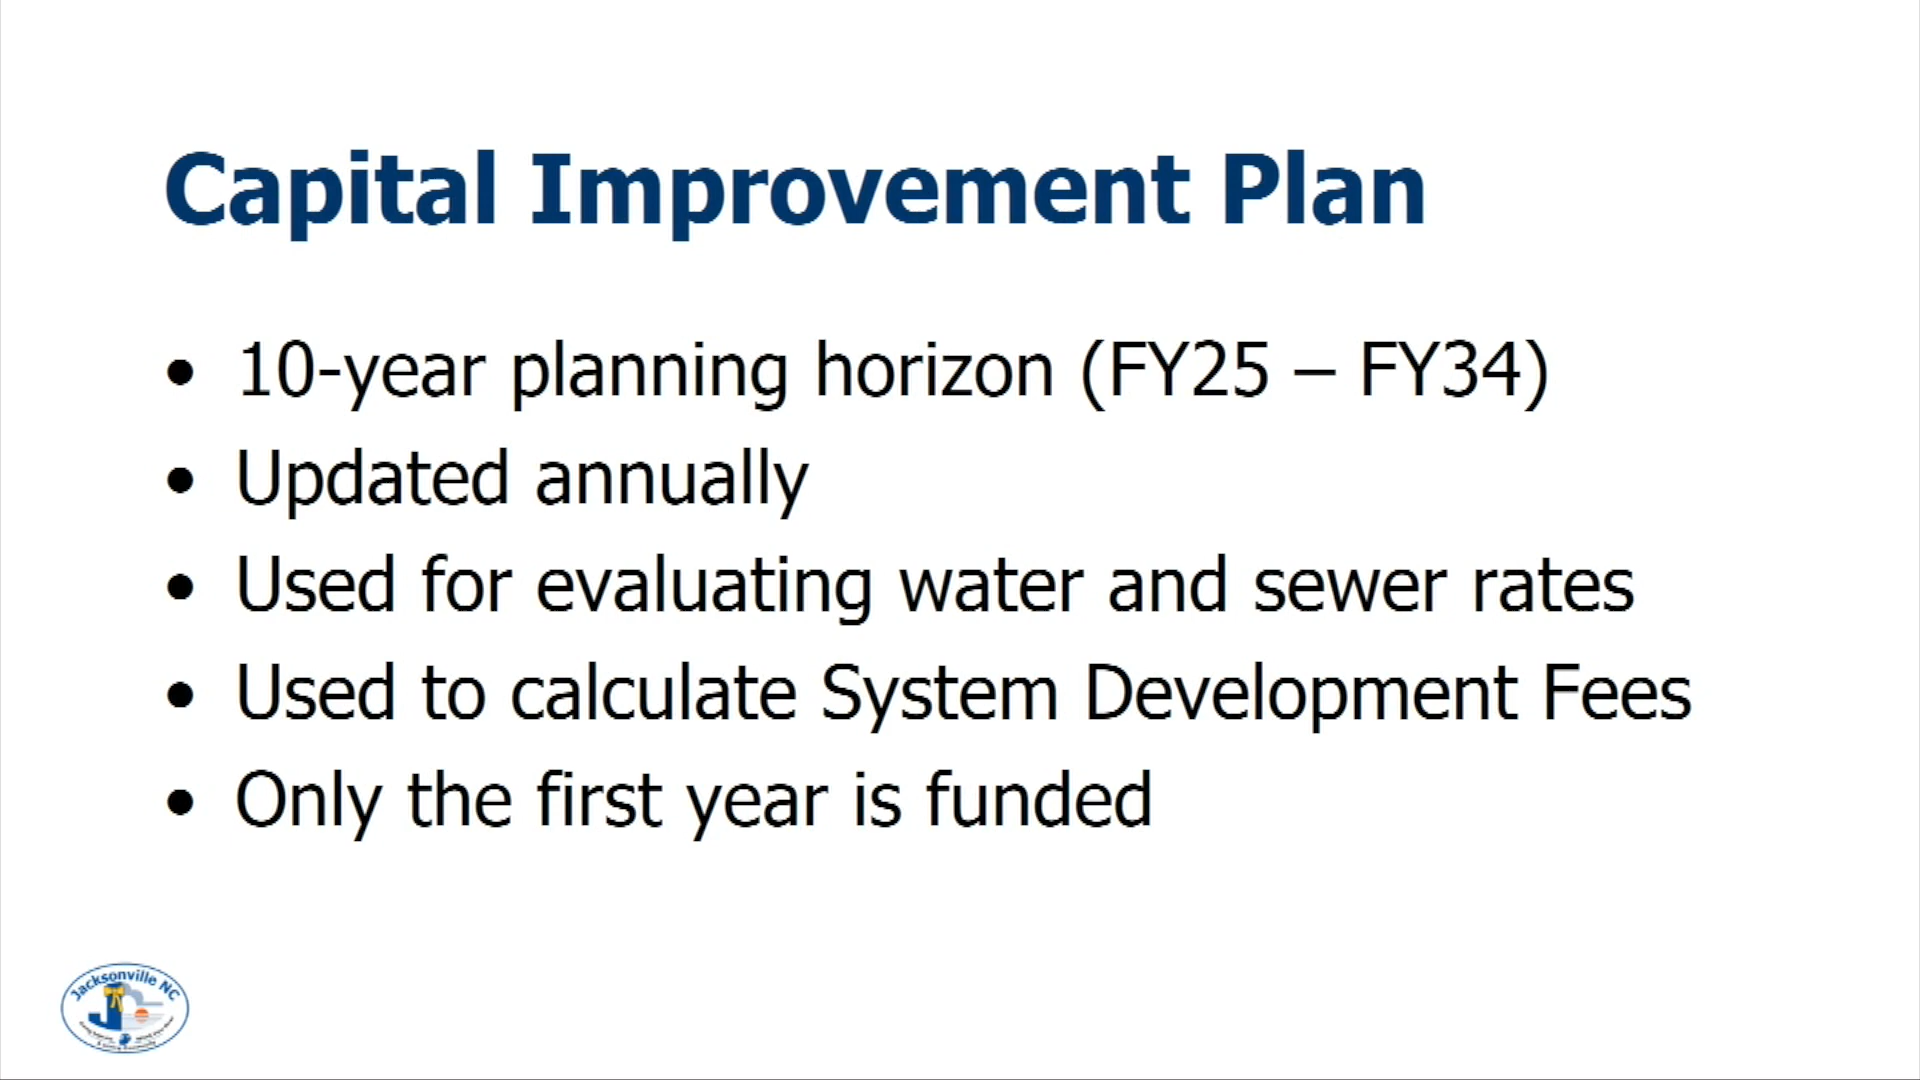 Capital Improvement Plan
• 10-year planning horizon (FY25 – FY34)
• Updated annually
• Used for evaluating water and sewer rates
• Used to calculate System Development Fees
• Only the first year is funded
Jacksonville NC